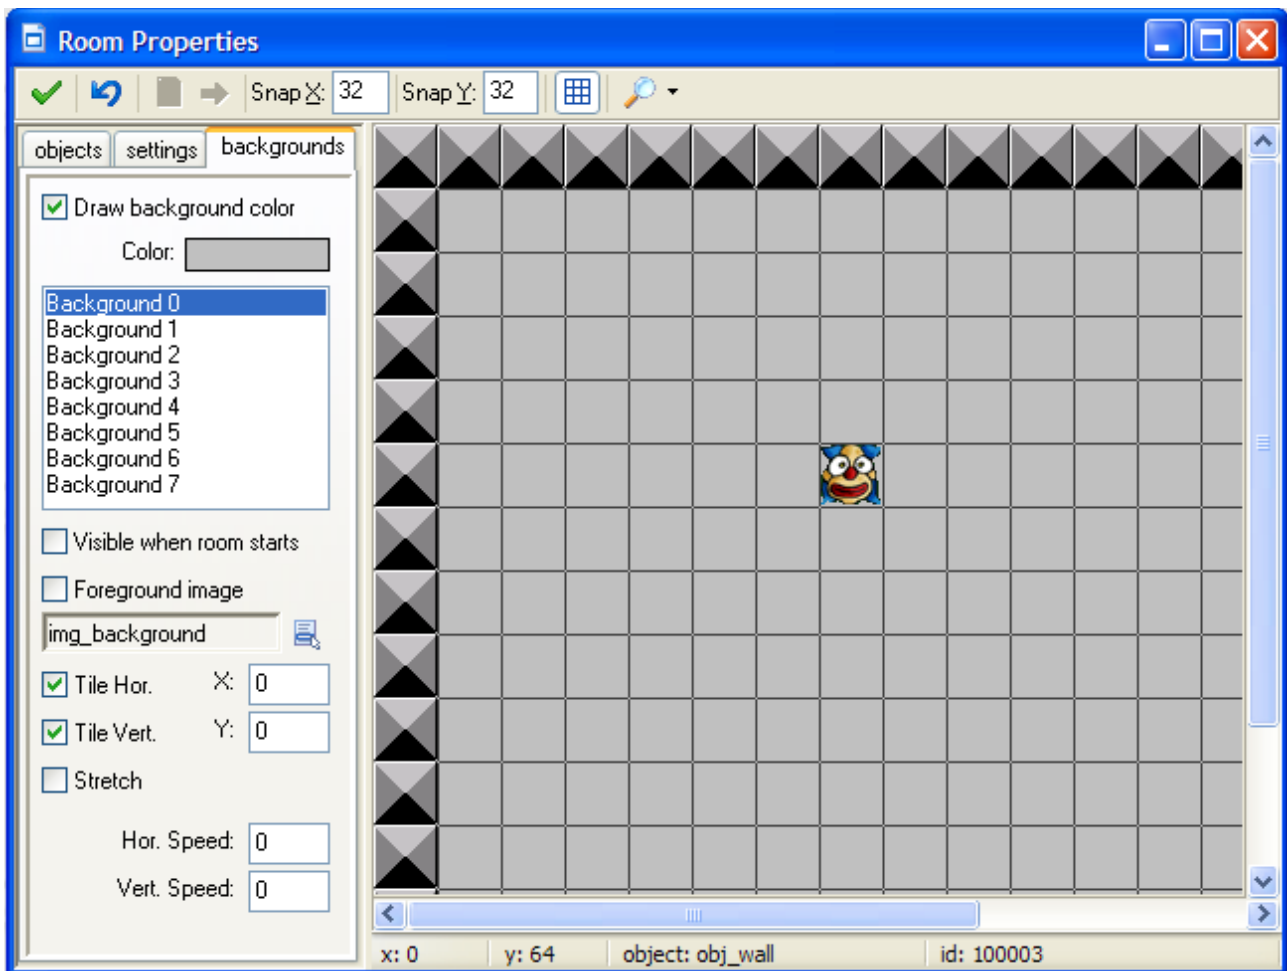 Room Properties
Snap X: 32 Snap Y: 32
objects settings backgrounds
Draw background color
Color:
Background 0
Background 1
Background 2
Background 3
Background 4
Background 5
Background 6
Background 7
Visible when room starts
Foreground image
img_background
Tile Hor. X: 0
Tile Vert. Y: 0
Stretch
Hor. Speed: 0
Vert. Speed: 0
x: 0 y: 64 object: obj_wall id: 100003